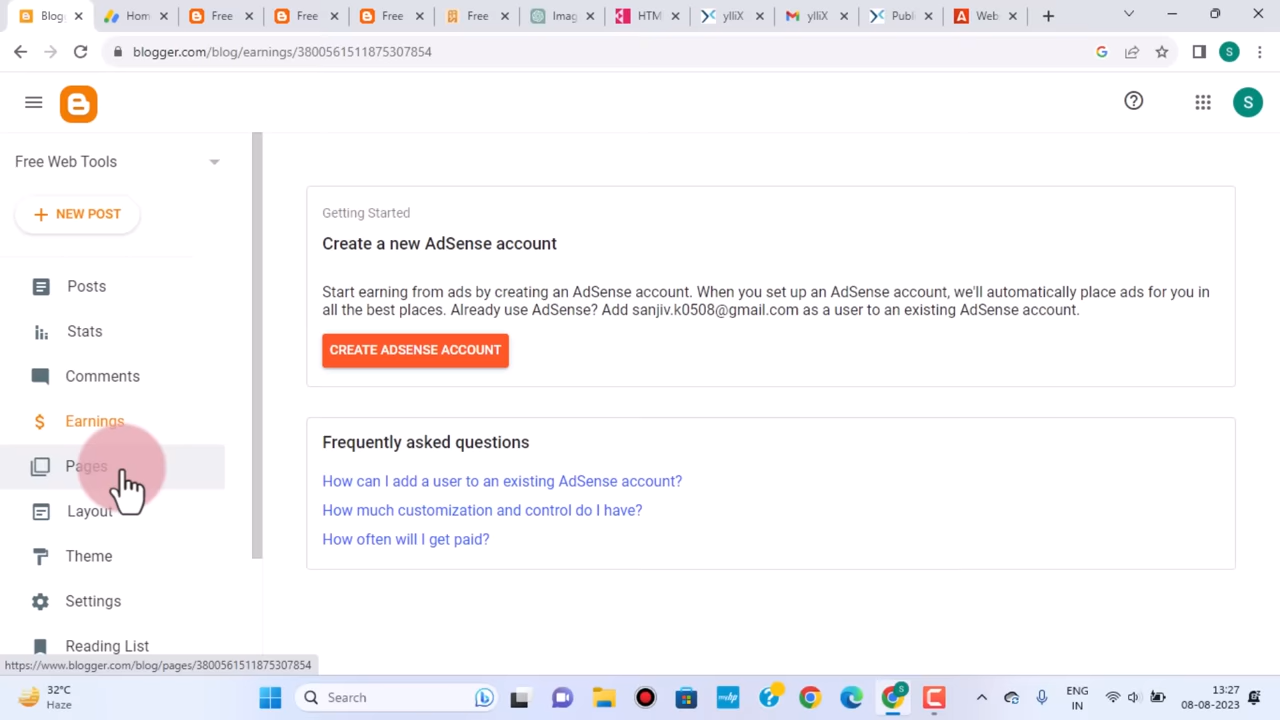 Blog
Hom
Free
Free
Free
Free
Imag
HTM
ylliX
ylliX
Publ
Web
blogger.com/blog/earnings/3800561511875307854
S
S
Free Web Tools
NEW POST
Posts
Stats
Comments
Earnings
Pages
Layout
Theme
Settings
Reading List
Getting Started
Create a new AdSense account
Start earning from ads by creating an AdSense account. When you set up an AdSense account, we'll automatically place ads for you in
all the best places. Already use AdSense? Add sanjiv.k0508@gmail.com as a user to an existing AdSense account.
CREATE ADSENSE ACCOUNT
Frequently asked questions
How can I add a user to an existing AdSense account?
How much customization and control do I have?
How often will I get paid?
https://www.blogger.com/blog/pages/3800561511875307854
32°C
Haze
Search
myhp
S
ENG
IN
13:27
08-08-2023